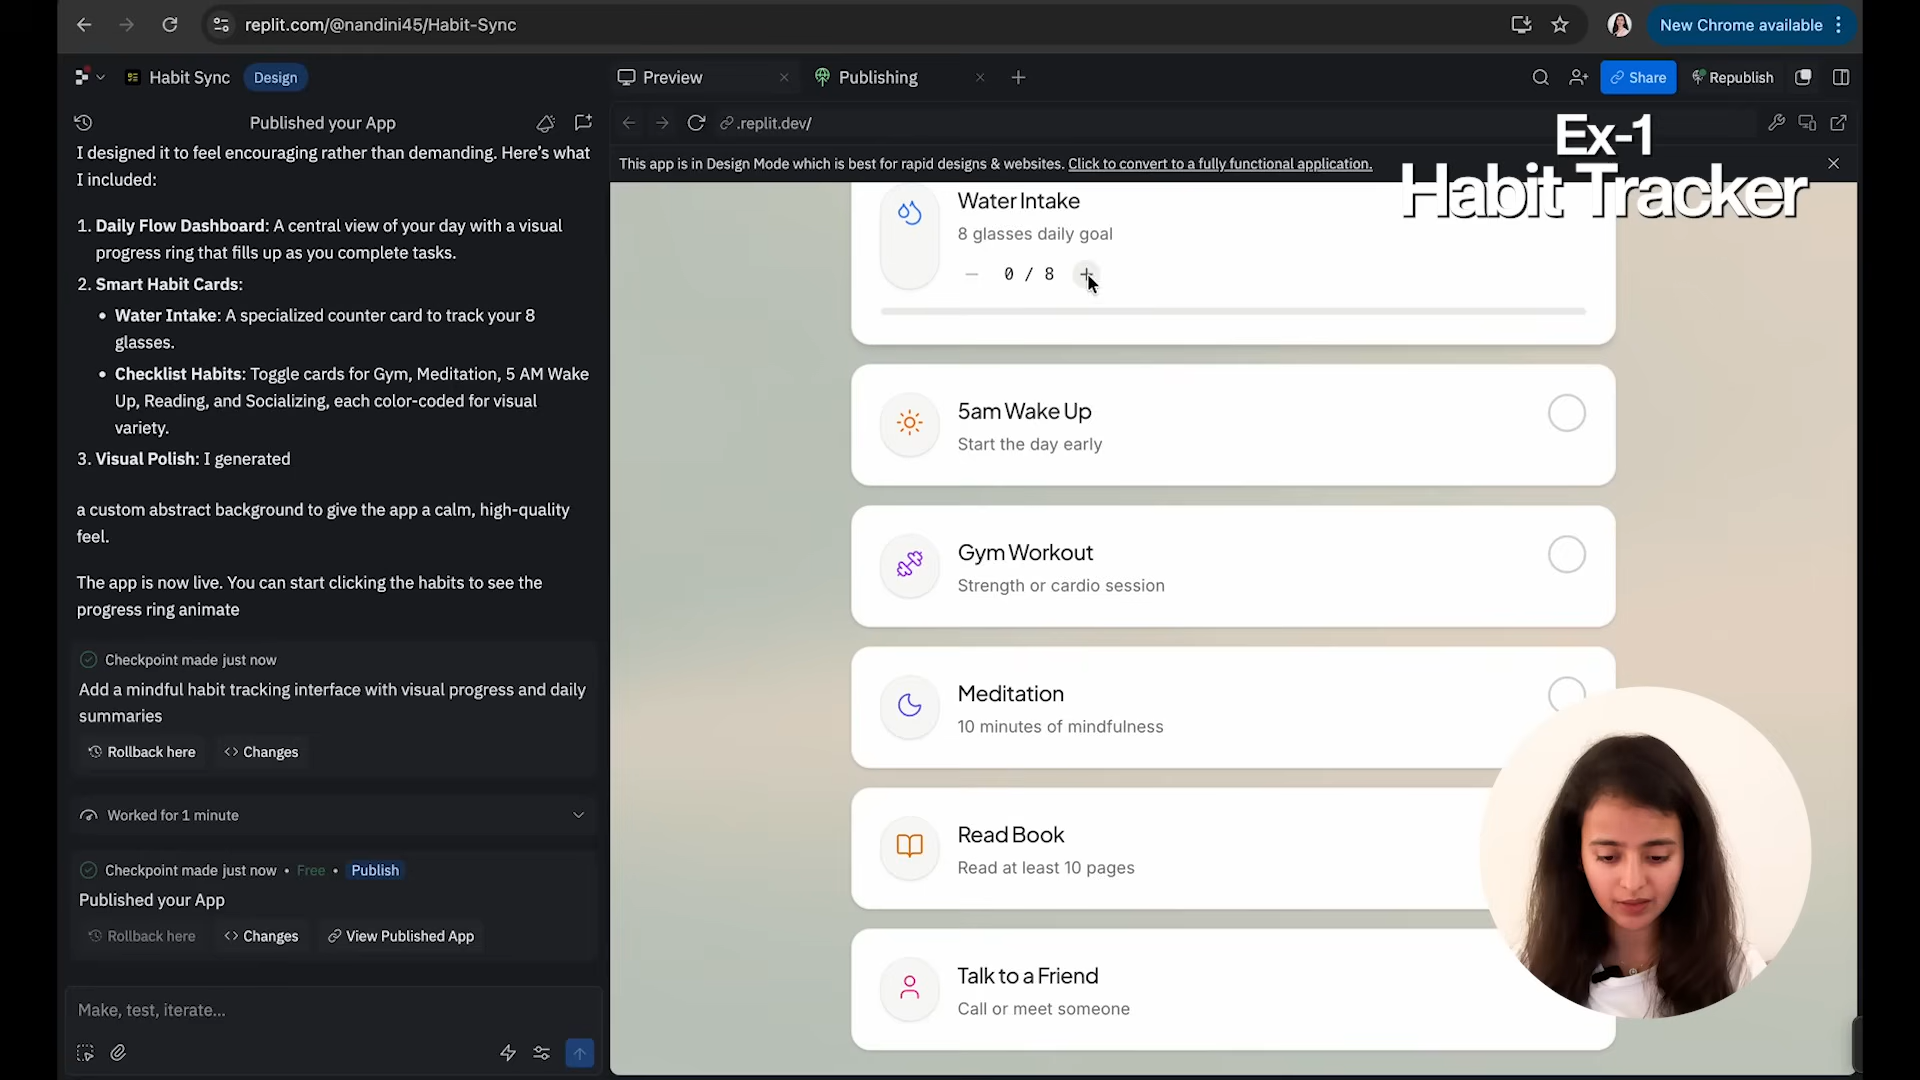 replit.com/@nandini45/Habit-Sync
New Chrome available
Habit Sync
Design
Preview
Publishing
Share
Republish
Published your App
.replit.dev/
Ex-1
Habit Tracker
This app is in Design Mode which is best for rapid designs & websites. Click to convert to a fully functional application.
I designed it to feel encouraging rather than demanding. Here's what
I included:
1. Daily Flow Dashboard: A central view of your day with a visual
progress ring that fills up as you complete tasks.
2. Smart Habit Cards:
• Water Intake: A specialized counter card to track your 8
glasses.
• Checklist Habits: Toggle cards for Gym, Meditation, 5 AM Wake
Up, Reading, and Socializing, each color-coded for visual
variety.
3. Visual Polish: I generated
a custom abstract background to give the app a calm, high-quality
feel.
The app is now live. You can start clicking the habits to see the
progress ring animate
Checkpoint made just now
Add a mindful habit tracking interface with visual progress and daily
summaries
Rollback here
<> Changes
Worked for 1 minute
Checkpoint made just now • Free • Publish
Published your App
Rollback here
<> Changes
View Published App
Make, test, iterate...
Water Intake
8 glasses daily goal
− 0 / 8 +
5am Wake Up
Start the day early
Gym Workout
Strength or cardio session
Meditation
10 minutes of mindfulness
Read Book
Read at least 10 pages
Talk to a Friend
Call or meet someone